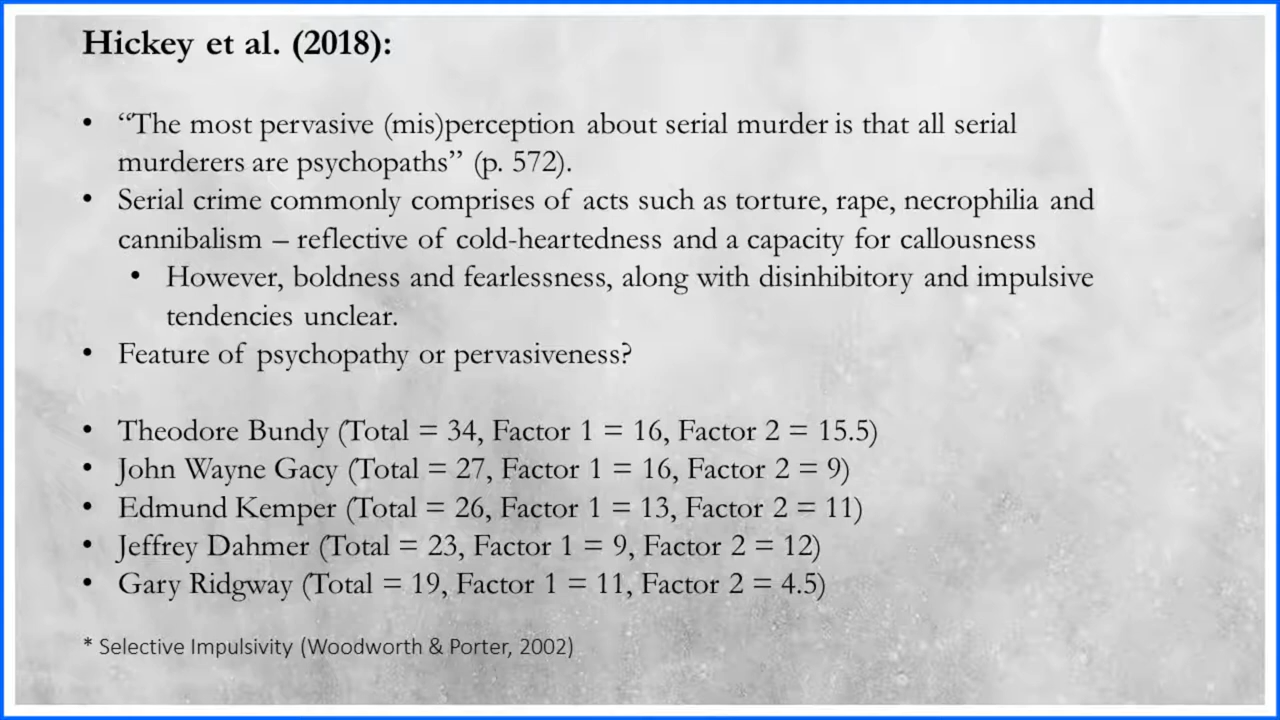 Hickey et al. (2018):
• “The most pervasive (mis)perception about serial murder is that all serial
murderers are psychopaths” (p. 572).
• Serial crime commonly comprises of acts such as torture, rape, necrophilia and
cannibalism – reflective of cold-heartedness and a capacity for callousness
• However, boldness and fearlessness, along with disinhibitory and impulsive
tendencies unclear.
• Feature of psychopathy or pervasiveness?
• Theodore Bundy (Total = 34, Factor 1 = 16, Factor 2 = 15.5)
• John Wayne Gacy (Total = 27, Factor 1 = 16, Factor 2 = 9)
• Edmund Kemper (Total = 26, Factor 1 = 13, Factor 2 = 11)
• Jeffrey Dahmer (Total = 23, Factor 1 = 9, Factor 2 = 12)
• Gary Ridgway (Total = 19, Factor 1 = 11, Factor 2 = 4.5)
* Selective Impulsivity (Woodworth & Porter, 2002)